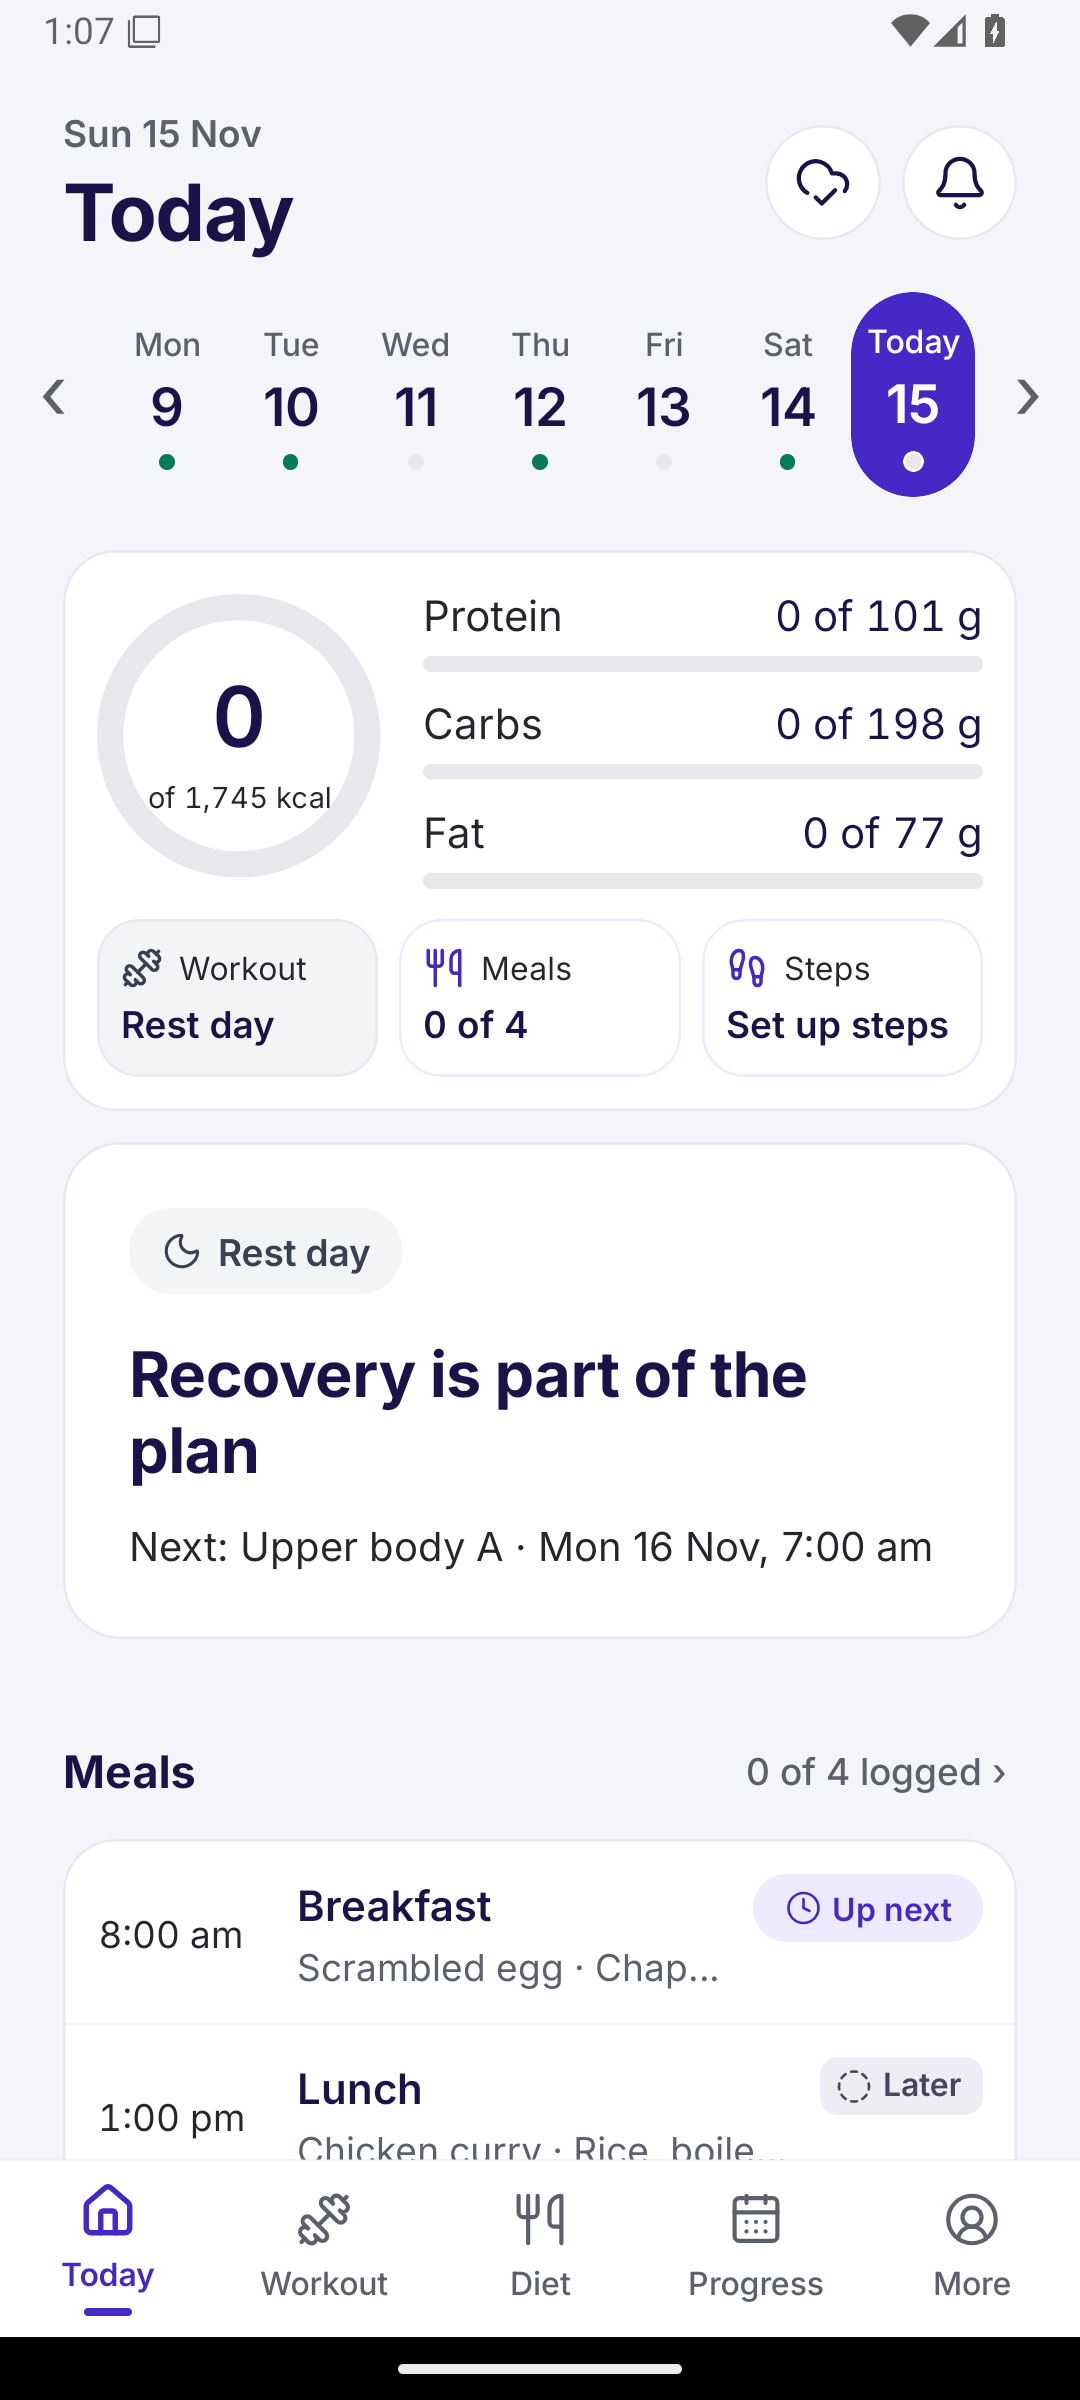 1:07
Sun 15 Nov
Today
Mon Tue Wed Thu Fri Sat Today
9 10 11 12 13 14 15
0
of 1,745 kcal
Protein 0 of 101 g
Carbs 0 of 198 g
Fat 0 of 77 g
Workout
Rest day
Meals
0 of 4
Steps
Set up steps
Rest day
Recovery is part of the
plan
Next: Upper body A · Mon 16 Nov, 7:00 am
Meals 0 of 4 logged ›
8:00 am
Breakfast
Scrambled egg · Chap...
Up next
1:00 pm
Lunch
Chicken curry · Rice, boile...
Later
Today Workout Diet Progress More